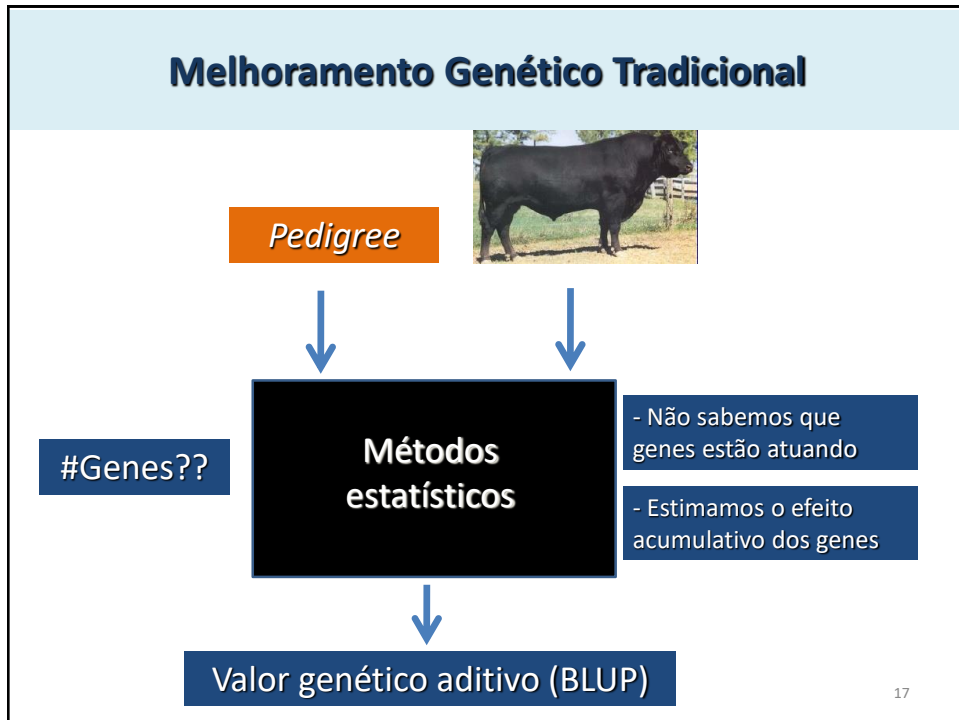 Melhoramento Genético Tradicional
Pedigree
#Genes??
Métodos
estatísticos
- Não sabemos que
genes estão atuando
- Estimamos o efeito
acumulativo dos genes
Valor genético aditivo (BLUP)
17